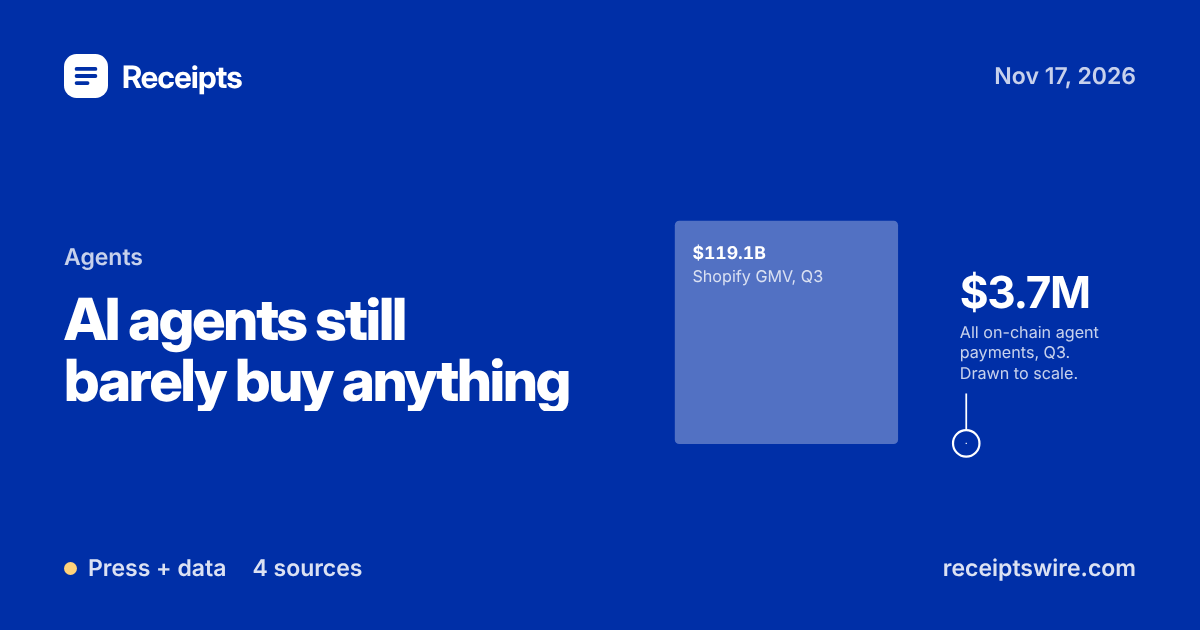 Receipts
Nov 17, 2026
Agents
AI agents still
barely buy anything
$119.1B
Shopify GMV, Q3
$3.7M
All on-chain agent
payments, Q3.
Drawn to scale.
Press + data
4 sources
receiptswire.com